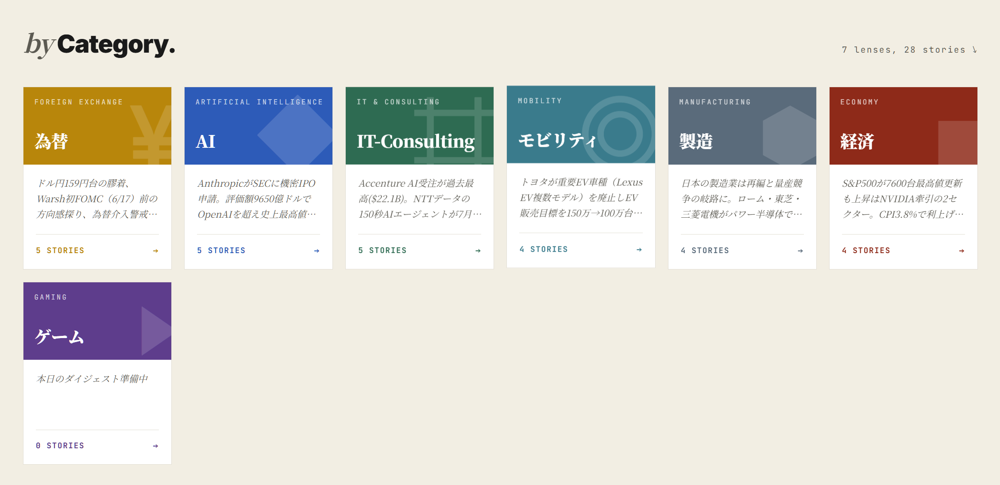 by Category.
7 lenses, 28 stories ↘
FOREIGN EXCHANGE
為替
ドル円159円台の膠着、
Warsh初FOMC（6/17）前の
方向感探り、為替介入警戒…
5 STORIES →
ARTIFICIAL INTELLIGENCE
AI
AnthropicがSECに機密IPO
申請。評価額9650億ドルで
OpenAIを超え史上最高値…
5 STORIES →
IT & CONSULTING
IT-Consulting
Accenture AI受注が過去最
高($22.1B)。NTTデータの
150秒AIエージェントが7月…
5 STORIES →
MOBILITY
モビリティ
トヨタが重要EV車種（Lexus
EV複数モデル）を廃止しEV
販売目標を150万→100万台…
4 STORIES →
MANUFACTURING
製造
日本の製造業は再編と量産競
争の岐路に。ローム・東芝・
三菱電機がパワー半導体で…
4 STORIES →
ECONOMY
経済
S&P500が7600台最高値更新
も上昇はNVIDIA牽引の2セ
クター。CPI3.8%で利上げ…
4 STORIES →
GAMING
ゲーム
本日のダイジェスト準備中
0 STORIES →